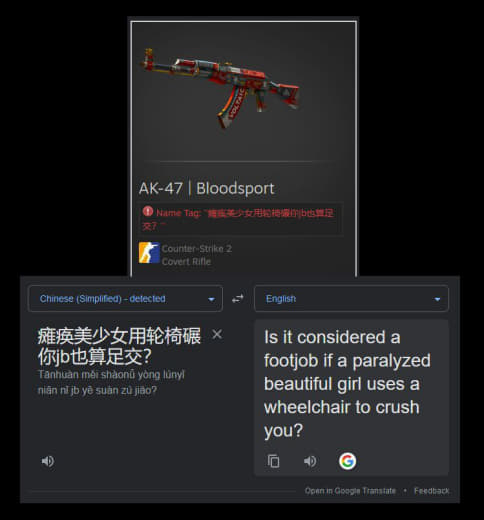 AK-47 | Bloodsport
Name Tag: ''瘫痪美少女用轮椅碾你jb也算足
交? ''
Counter-Strike 2
Covert Rifle
Chinese (Simplified) - detected
English
瘫痪美少女用轮椅碾
你jb也算足交?
Tānhuàn měi shàonǚ yòng lúnyǐ
niǎn nǐ jb yě suàn zú jiāo?
Is it considered a
footjob if a paralyzed
beautiful girl uses a
wheelchair to crush
you?
Open in Google Translate • Feedback